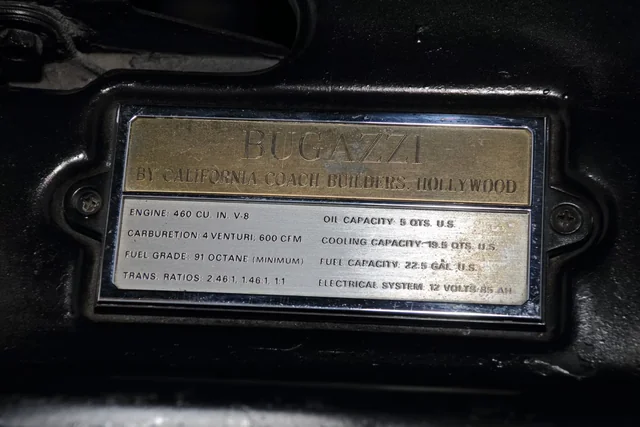 BUGAZZI
BY CALIFORNIA COACH BUILDERS, HOLLYWOOD
ENGINE: 460 CU. IN. V-8
CARBURETION: 4 VENTURI, 600 CFM
FUEL GRADE: 91 OCTANE (MINIMUM)
TRANS. RATIOS: 2.46:1, 1.46:1, 1:1
OIL CAPACITY: 5 QTS. U.S.
COOLING CAPACITY: 19.5 QTS. U.S.
FUEL CAPACITY: 22.5 GAL. U.S.
ELECTRICAL SYSTEM: 12 VOLTS-85 AH